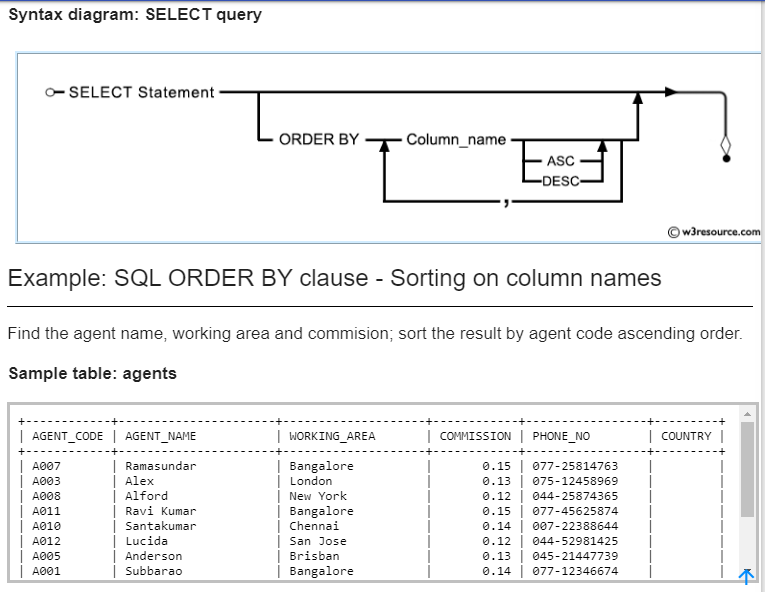 Syntax diagram: SELECT query
SELECT Statement
ORDER BY Column_name
ASC
DESC
,
© w3resource.com
Example: SQL ORDER BY clause - Sorting on column names
Find the agent name, working area and commision; sort the result by agent code ascending order.
Sample table: agents
+------------+----------------------+--------------------+------------+-----------------+---------+
| AGENT_CODE | AGENT_NAME | WORKING_AREA | COMMISSION | PHONE_NO | COUNTRY |
+------------+----------------------+--------------------+------------+-----------------+---------+
| A007 | Ramasundar | Bangalore | 0.15 | 077-25814763 | |
| A003 | Alex | London | 0.13 | 075-12458969 | |
| A008 | Alford | New York | 0.12 | 044-25874365 | |
| A011 | Ravi Kumar | Bangalore | 0.15 | 077-45625874 | |
| A010 | Santakumar | Chennai | 0.14 | 007-22388644 | |
| A012 | Lucida | San Jose | 0.12 | 044-52981425 | |
| A005 | Anderson | Brisban | 0.13 | 045-21447739 | |
| A001 | Subbarao | Bangalore | 0.14 | 077-12346674 | |